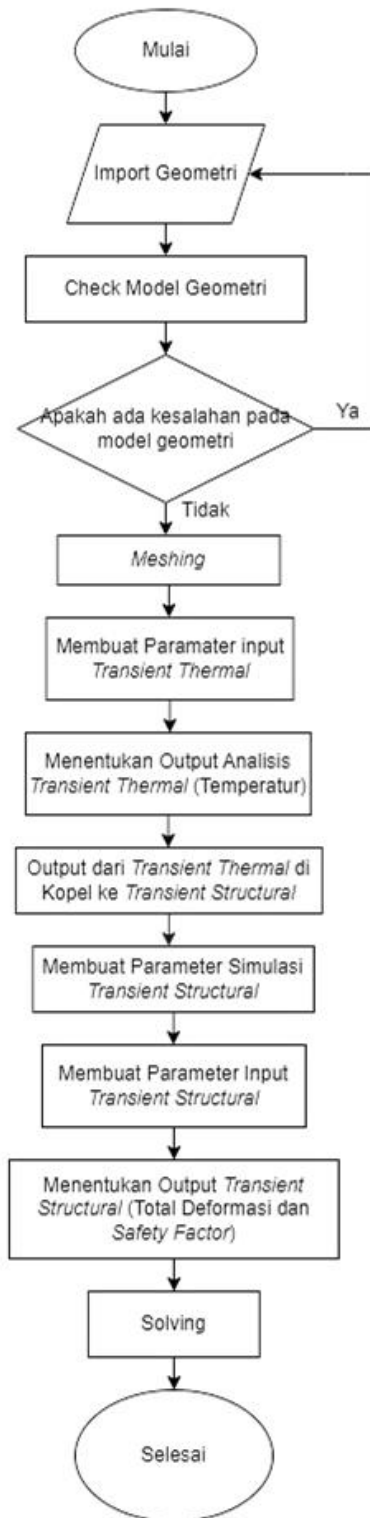 Mulai
Import Geometri
Check Model Geometri
Apakah ada kesalahan pada
model geometri
Ya
Tidak
Meshing
Membuat Paramater input
Transient Thermal
Menentukan Output Analisis
Transient Thermal (Temperatur)
Output dari Transient Thermal di
Kopel ke Transient Structural
Membuat Parameter Simulasi
Transient Structural
Membuat Parameter Input
Transient Structural
Menentukan Output Transient
Structural (Total Deformasi dan
Safety Factor)
Solving
Selesai